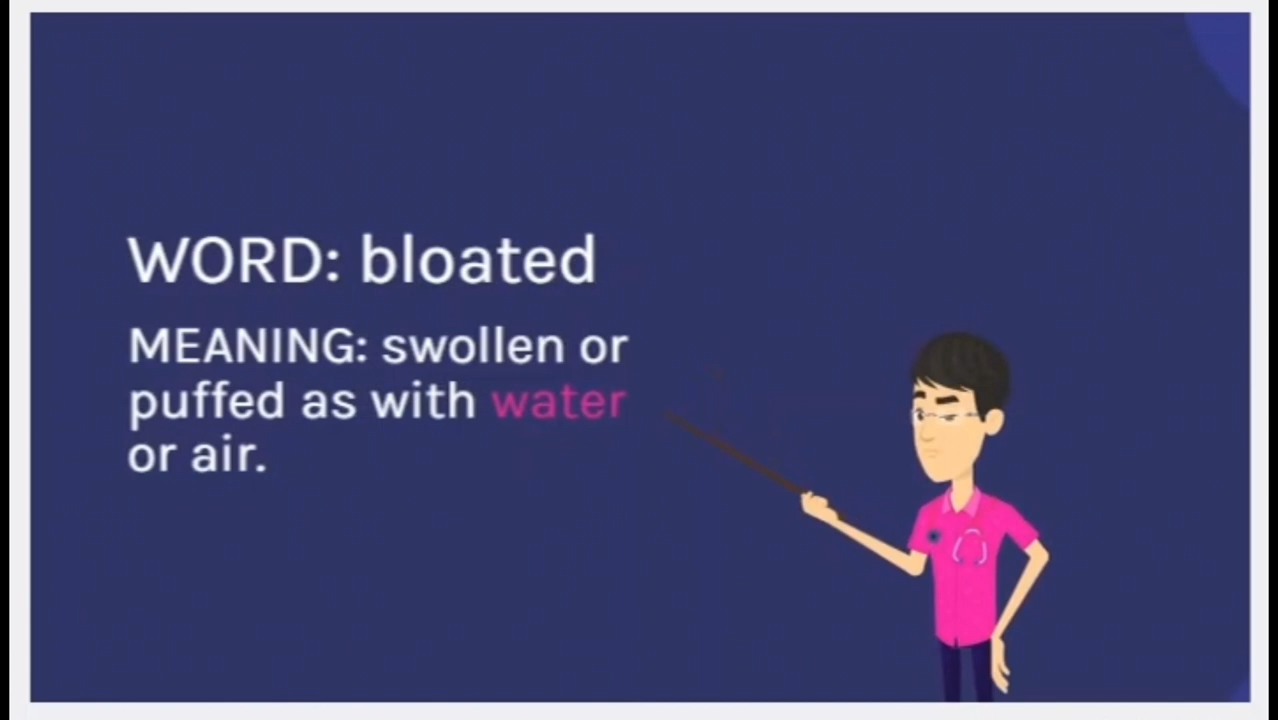 WORD: bloated
MEANING: swollen or
puffed as with water
or air.